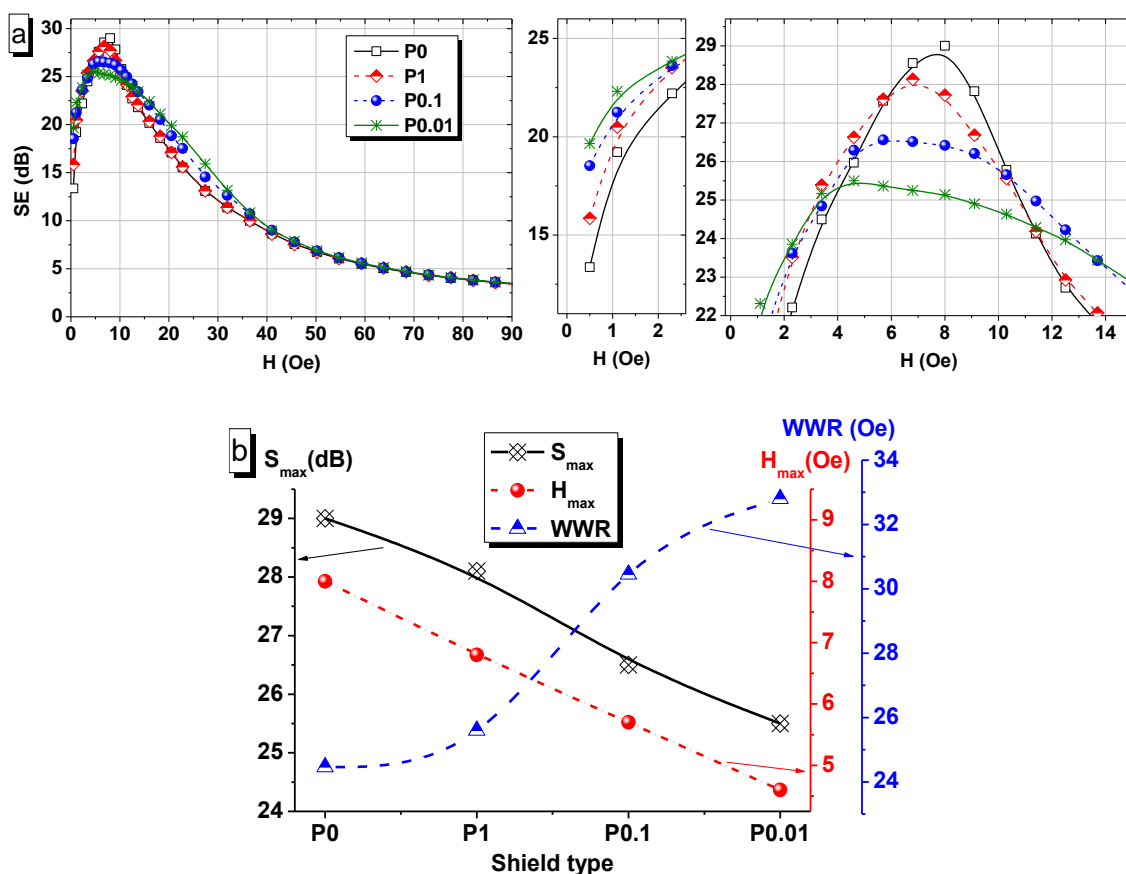 a
SE (dB)
30
25
20
15
10
5
0
0 10 20 30 40 50 60 70 80 90
H (Oe)
P0
P1
P0.1
P0.01
25
20
15
0 1 2
H (Oe)
29
28
27
26
25
24
23
22
0 2 4 6 8 10 12 14
H (Oe)
b
S_max(dB)
29
28
27
26
25
24
S_max
H_max
WWR
WWR (Oe)
H_max(Oe)
9
8
7
6
5
34
32
30
28
26
24
P0 P1 P0.1 P0.01
Shield type